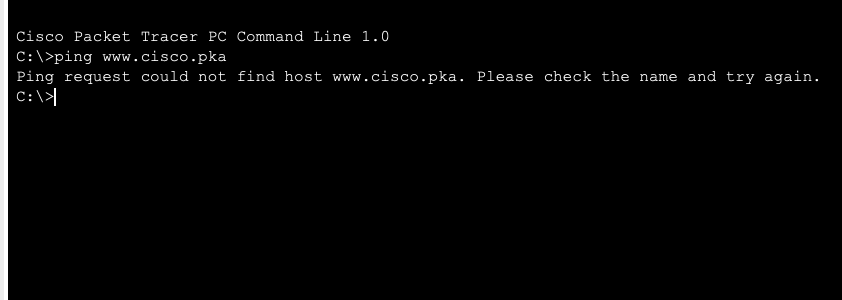 Cisco Packet Tracer PC Command Line 1.0
C:\>ping www.cisco.pka
Ping request could not find host www.cisco.pka. Please check the name and try again.
C:\>